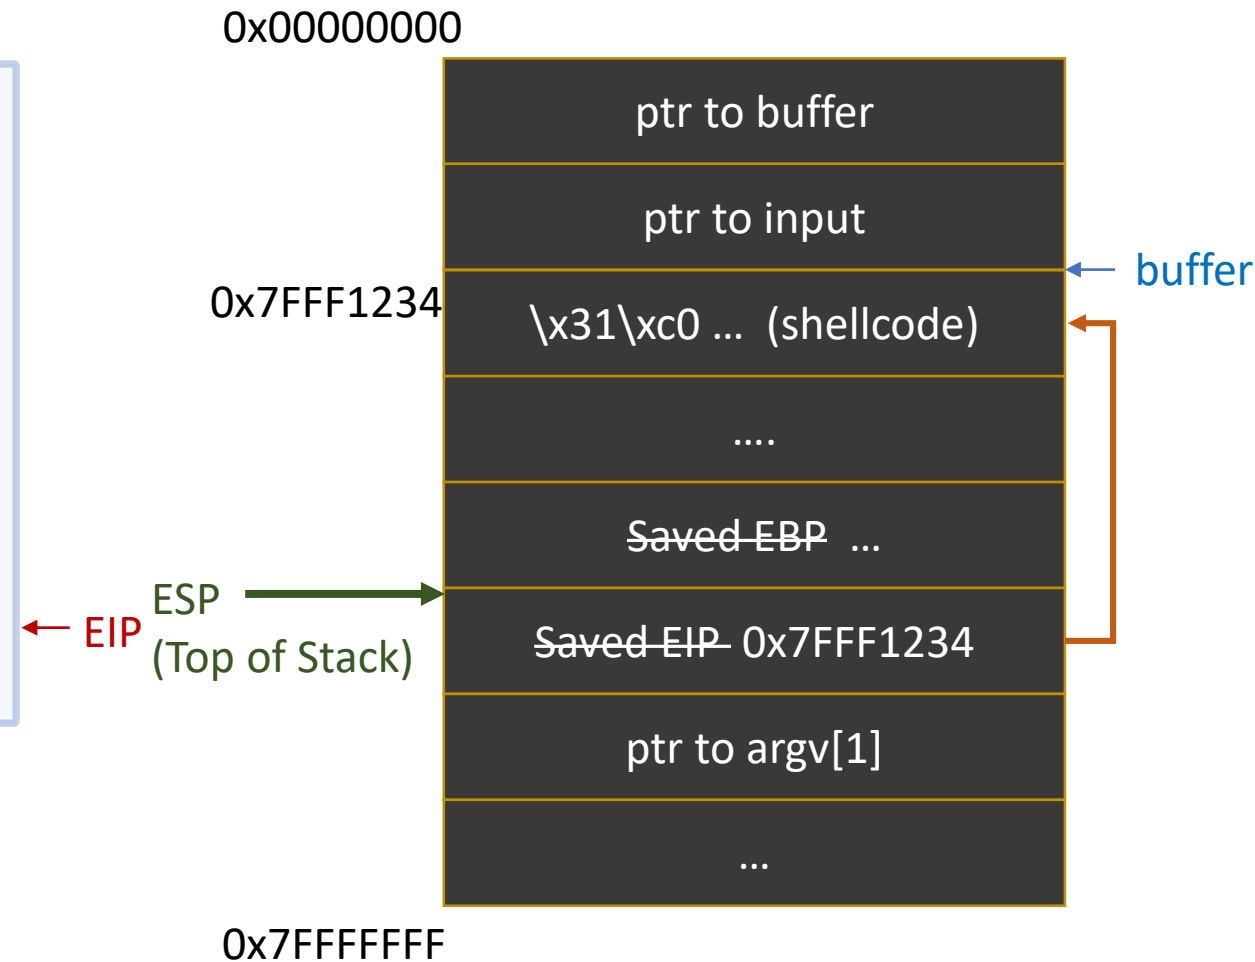 0x00000000
ptr to buffer
ptr to input
buffer
0x7FFF1234
\x31\xc0 … (shellcode)
….
Saved EBP …
ESP
EIP
(Top of Stack)
Saved EIP 0x7FFF1234
ptr to argv[1]
…
0x7FFFFFFF